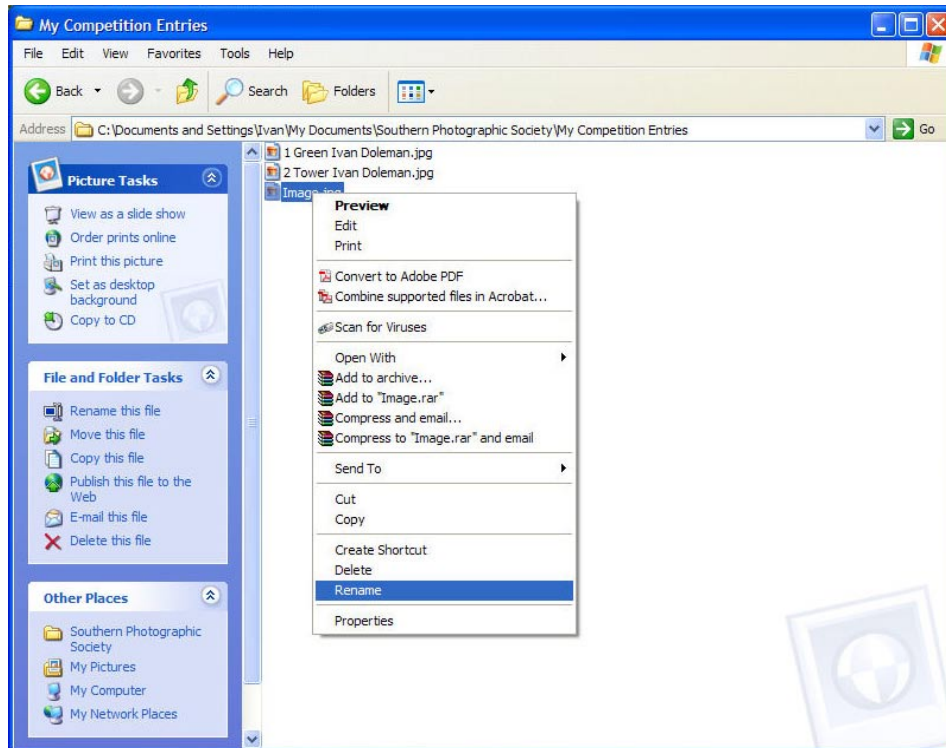 My Competition Entries
File Edit View Favorites Tools Help
Back Search Folders
Address C:\Documents and Settings\Ivan\My Documents\Southern Photographic Society\My Competition Entries Go
Picture Tasks
View as a slide show
Order prints online
Print this picture
Set as desktop
background
Copy to CD
File and Folder Tasks
Rename this file
Move this file
Copy this file
Publish this file to the
Web
E-mail this file
Delete this file
Other Places
Southern Photographic
Society
My Pictures
My Computer
My Network Places
1 Green Ivan Doleman.jpg
2 Tower Ivan Doleman.jpg
Image.jpg
Preview
Edit
Print
Convert to Adobe PDF
Combine supported files in Acrobat...
Scan for Viruses
Open With
Add to archive...
Add to "Image.rar"
Compress and email...
Compress to "Image.rar" and email
Send To
Cut
Copy
Create Shortcut
Delete
Rename
Properties